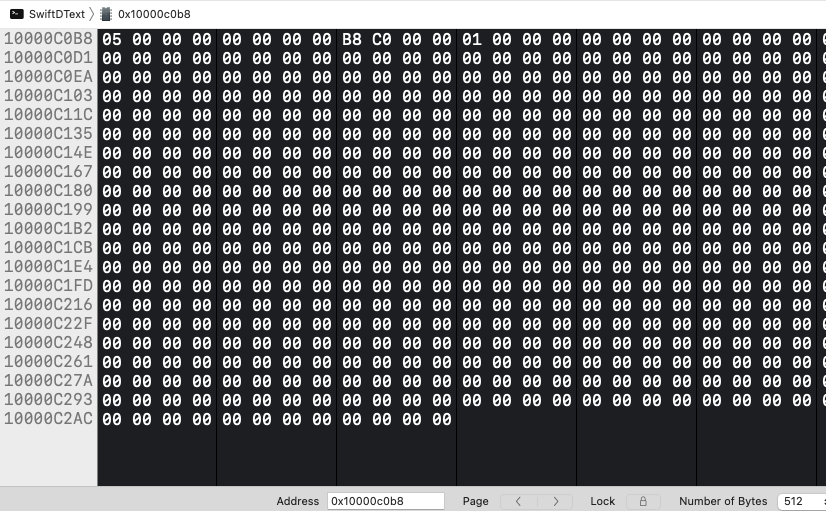 SwiftDText 〉 0x10000c0b8
10000C0B8 05 00 00 00 00 00 00 00 B8 C0 00 00 01 00 00 00 00 00 00 00 00 00 00 00
10000C0D1 00 00 00 00 00 00 00 00 00 00 00 00 00 00 00 00 00 00 00 00 00 00 00 00
10000C0EA 00 00 00 00 00 00 00 00 00 00 00 00 00 00 00 00 00 00 00 00 00 00 00 00
10000C103 00 00 00 00 00 00 00 00 00 00 00 00 00 00 00 00 00 00 00 00 00 00 00 00
10000C11C 00 00 00 00 00 00 00 00 00 00 00 00 00 00 00 00 00 00 00 00 00 00 00 00
10000C135 00 00 00 00 00 00 00 00 00 00 00 00 00 00 00 00 00 00 00 00 00 00 00 00
10000C14E 00 00 00 00 00 00 00 00 00 00 00 00 00 00 00 00 00 00 00 00 00 00 00 00
10000C167 00 00 00 00 00 00 00 00 00 00 00 00 00 00 00 00 00 00 00 00 00 00 00 00
10000C180 00 00 00 00 00 00 00 00 00 00 00 00 00 00 00 00 00 00 00 00 00 00 00 00
10000C199 00 00 00 00 00 00 00 00 00 00 00 00 00 00 00 00 00 00 00 00 00 00 00 00
10000C1B2 00 00 00 00 00 00 00 00 00 00 00 00 00 00 00 00 00 00 00 00 00 00 00 00
10000C1CB 00 00 00 00 00 00 00 00 00 00 00 00 00 00 00 00 00 00 00 00 00 00 00 00
10000C1E4 00 00 00 00 00 00 00 00 00 00 00 00 00 00 00 00 00 00 00 00 00 00 00 00
10000C1FD 00 00 00 00 00 00 00 00 00 00 00 00 00 00 00 00 00 00 00 00 00 00 00 00
10000C216 00 00 00 00 00 00 00 00 00 00 00 00 00 00 00 00 00 00 00 00 00 00 00 00
10000C22F 00 00 00 00 00 00 00 00 00 00 00 00 00 00 00 00 00 00 00 00 00 00 00 00
10000C248 00 00 00 00 00 00 00 00 00 00 00 00 00 00 00 00 00 00 00 00 00 00 00 00
10000C261 00 00 00 00 00 00 00 00 00 00 00 00 00 00 00 00 00 00 00 00 00 00 00 00
10000C27A 00 00 00 00 00 00 00 00 00 00 00 00 00 00 00 00 00 00 00 00 00 00 00 00
10000C293 00 00 00 00 00 00 00 00 00 00 00 00 00 00 00 00 00 00 00 00 00 00 00 00
10000C2AC 00 00 00 00 00 00 00 00 00 00 00 00
Address 0x10000c0b8 Page Lock Number of Bytes 512